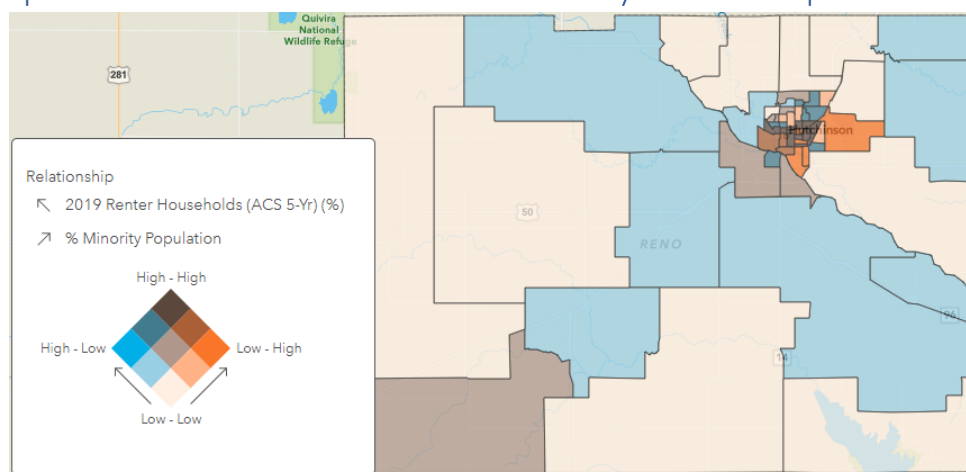 Quivira
National
Wildlife Refuge
281
Hutchinson
Relationship
2019 Renter Households (ACS 5-Yr) (%)
% Minority Population
50
RENO
High - High
High - Low
Low - High
96
14
Low - Low